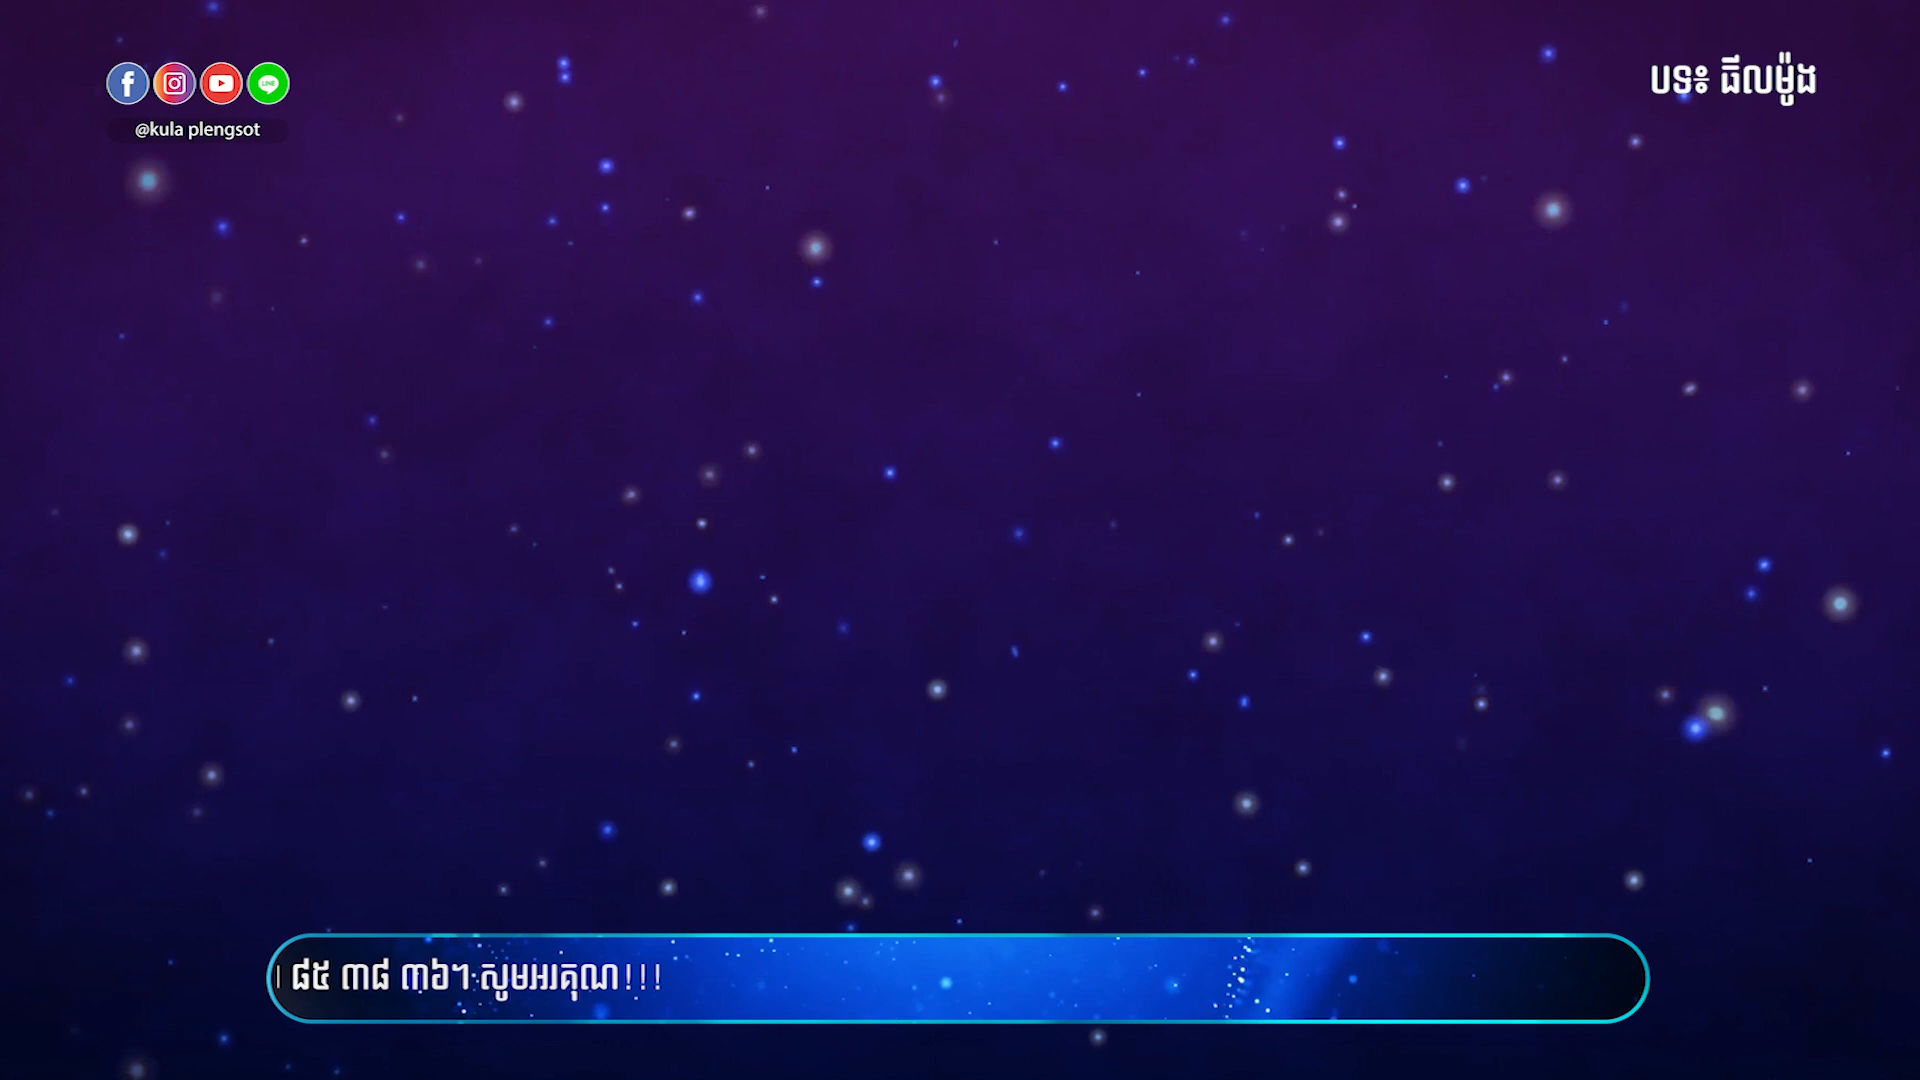 @kula plengsot
បទ៖ ធីលម៉ូង
៨៥ ៣៨ ៣៦។ សូមអរគុណ!!!